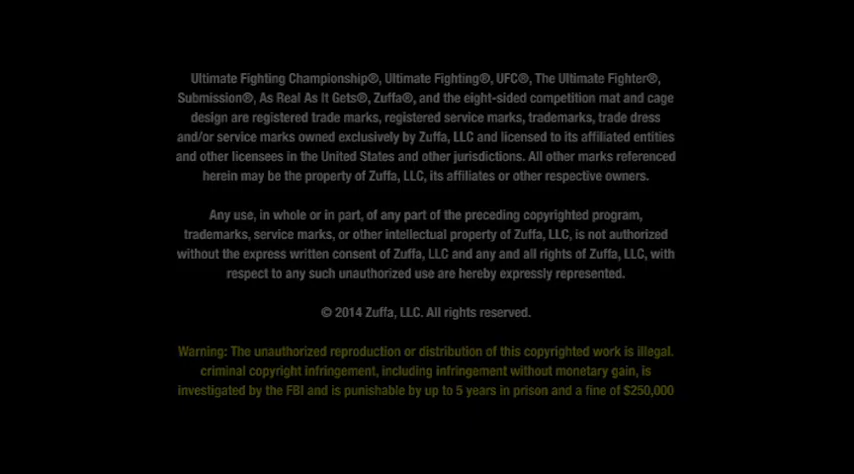 Ultimate Fighting Championship®, Ultimate Fighting®, UFC®, The Ultimate Fighter®,
Submission®, As Real As It Gets®, Zuffa®, and the eight-sided competition mat and cage
design are registered trade marks, registered service marks, trademarks, trade dress
and/or service marks owned exclusively by Zuffa, LLC and licensed to its affiliated entities
and other licensees in the United States and other jurisdictions. All other marks referenced
herein may be the property of Zuffa, LLC, its affiliates or other respective owners.
Any use, in whole or in part, of any part of the preceding copyrighted program,
trademarks, service marks, or other intellectual property of Zuffa, LLC, is not authorized
without the express written consent of Zuffa, LLC and any and all rights of Zuffa, LLC, with
respect to any such unauthorized use are hereby expressly represented.
© 2014 Zuffa, LLC. All rights reserved.
Warning: The unauthorized reproduction or distribution of this copyrighted work is illegal.
criminal copyright infringement, including infringement without monetary gain, is
investigated by the FBI and is punishable by up to 5 years in prison and a fine of $250,000